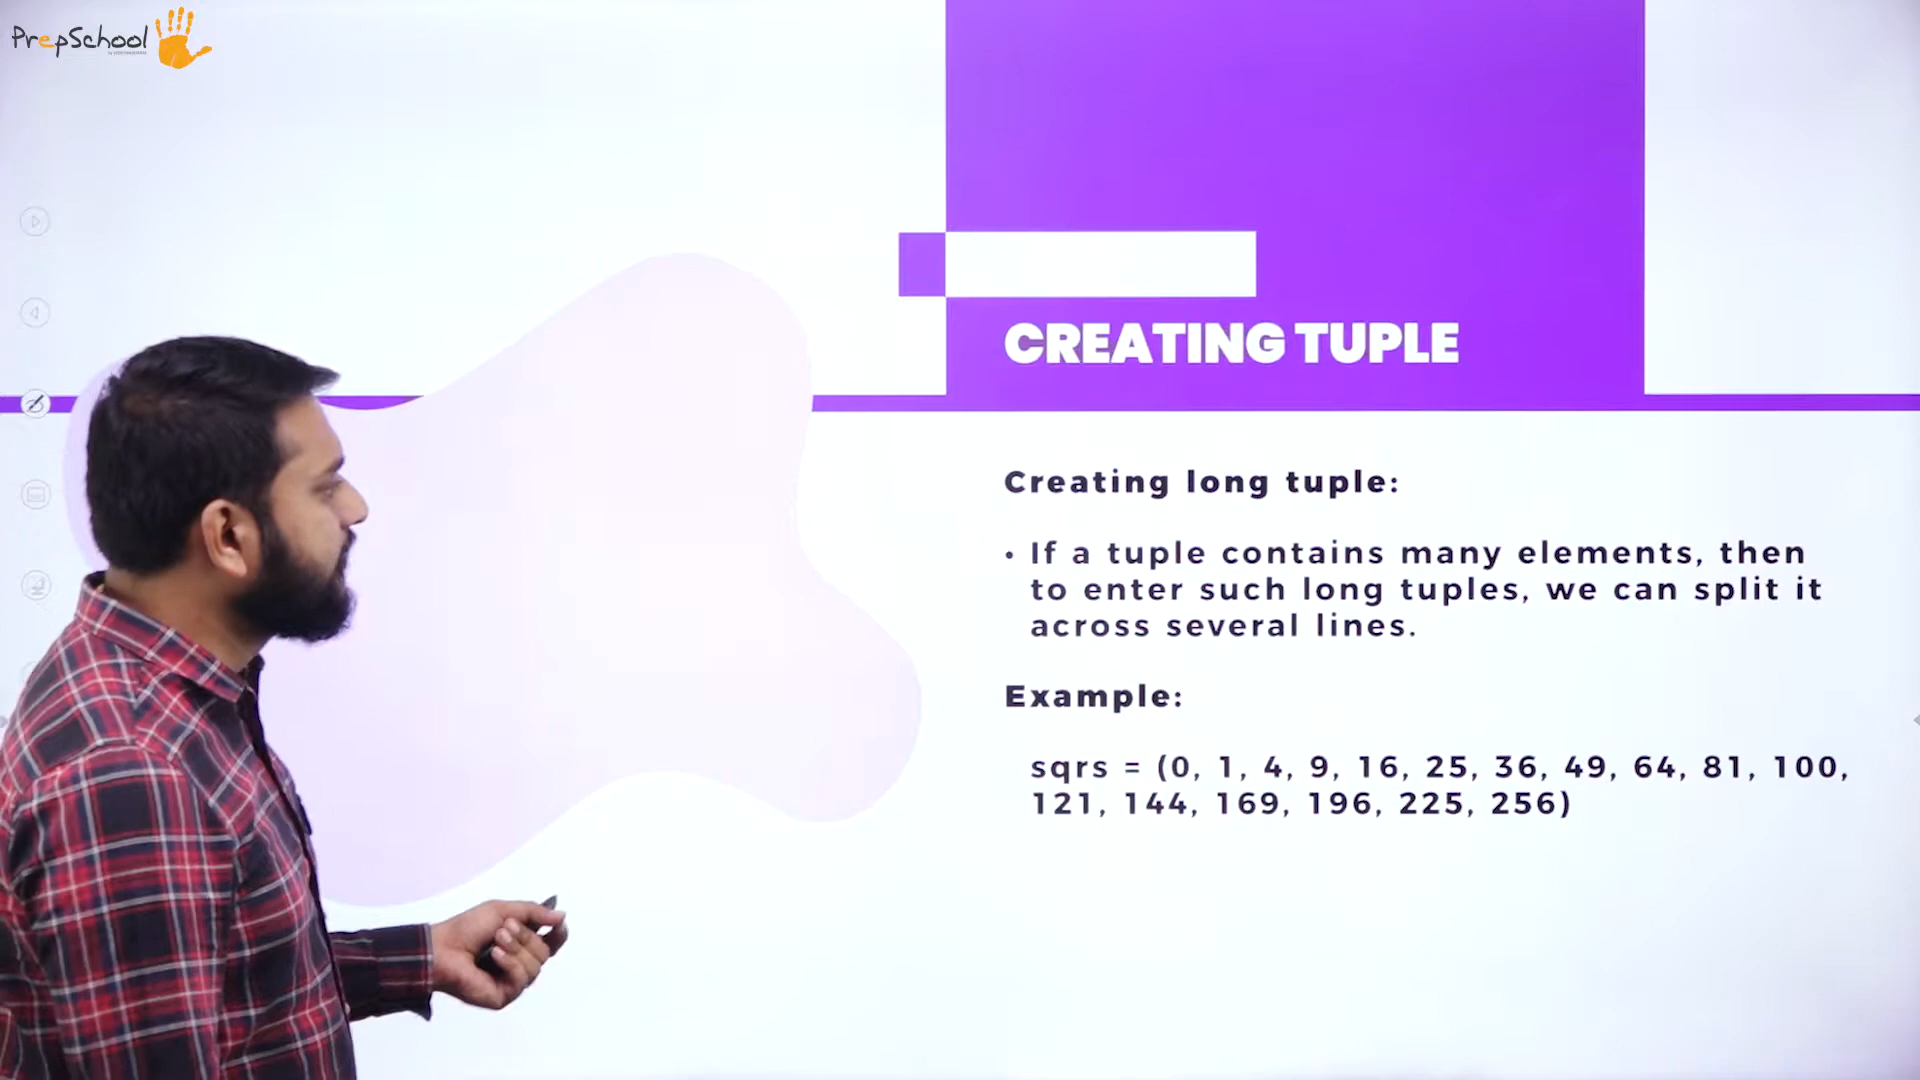 PrepSchool
CREATING TUPLE
Creating long tuple:
• If a tuple contains many elements, then
to enter such long tuples, we can split it
across several lines.
Example:
sqrs = (0, 1, 4, 9, 16, 25, 36, 49, 64, 81, 100,
121, 144, 169, 196, 225, 256)